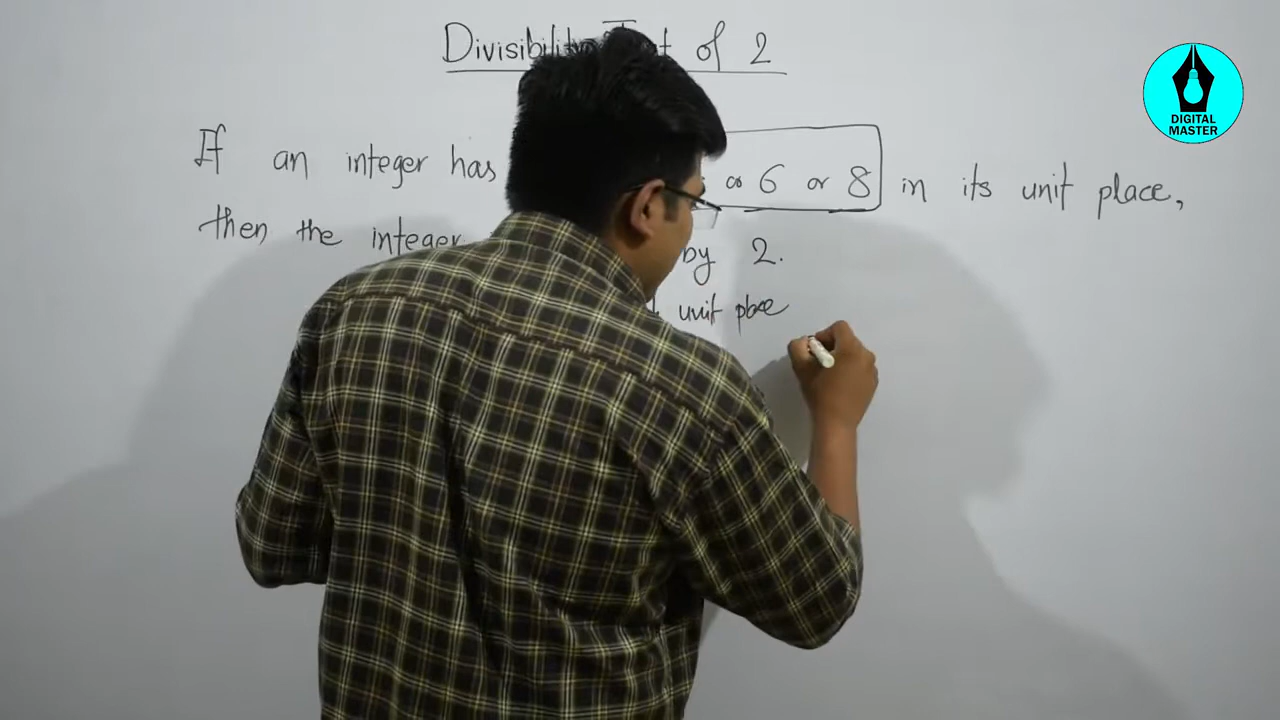 Divisibility Test of 2
If an integer has or 6 or 8 in its unit place,
then the integer by 2.
unit place
DIGITAL
MASTER